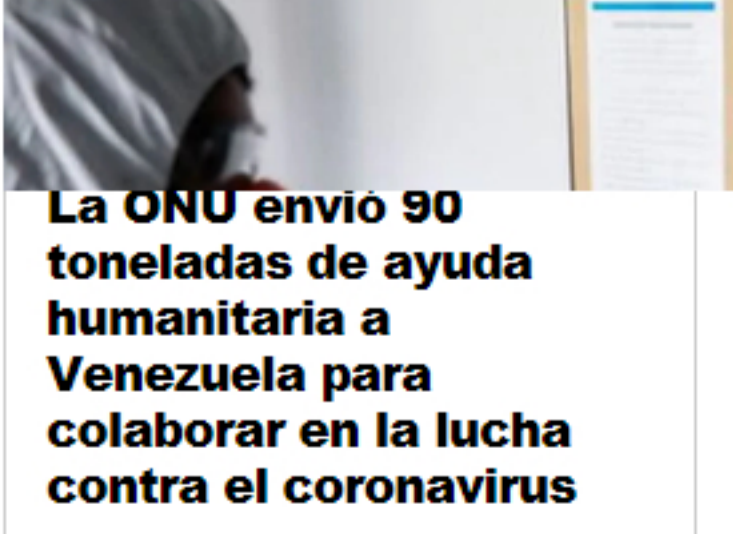 La ONU envió 90
toneladas de ayuda
humanitaria a
Venezuela para
colaborar en la lucha
contra el coronavirus